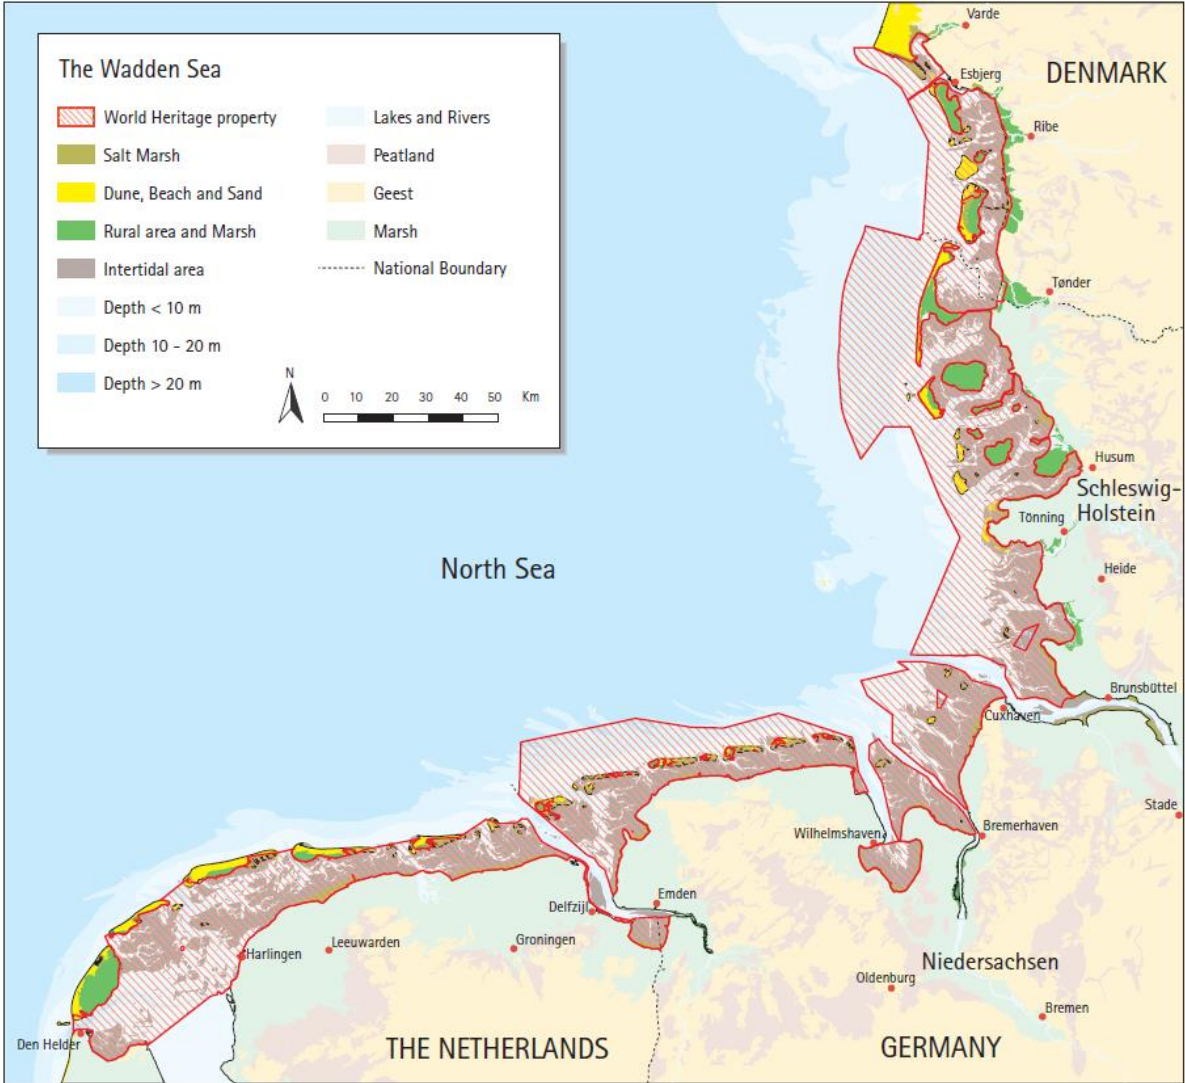 The Wadden Sea
World Heritage property
Salt Marsh
Dune, Beach and Sand
Rural area and Marsh
Intertidal area
Depth < 10 m
Depth 10 - 20 m
Depth > 20 m
Lakes and Rivers
Peatland
Geest
Marsh
National Boundary
N
0 10 20 30 40 50 Km
Varde
DENMARK
Esbjerg
Ribe
Tønder
Husum
Schleswig-
Holstein
Tönning
North Sea
Heide
Brunsbüttel
Cuxhaven
Stade
Wilhelmshaven
Bremerhaven
Emden
Delfzijl
Groningen
Leeuwarden
Harlingen
Niedersachsen
Oldenburg
Bremen
Den Helder
THE NETHERLANDS
GERMANY